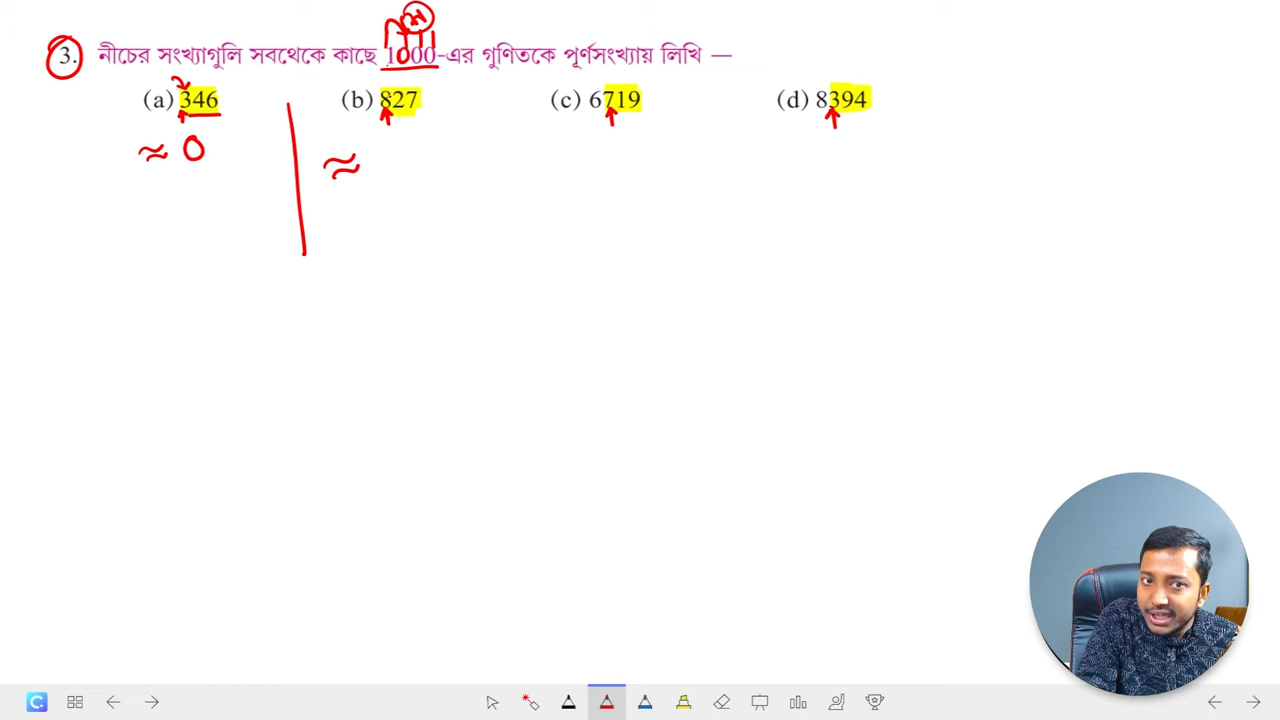 শ
3. নীচের সংখ্যাগুলি সবথেকে কাছে 1000-এর গুণিতকে পূর্ণসংখ্যায় লিখি —
(a) 346 (b) 827 (c) 6719 (d) 8394
≈ 0 ≈